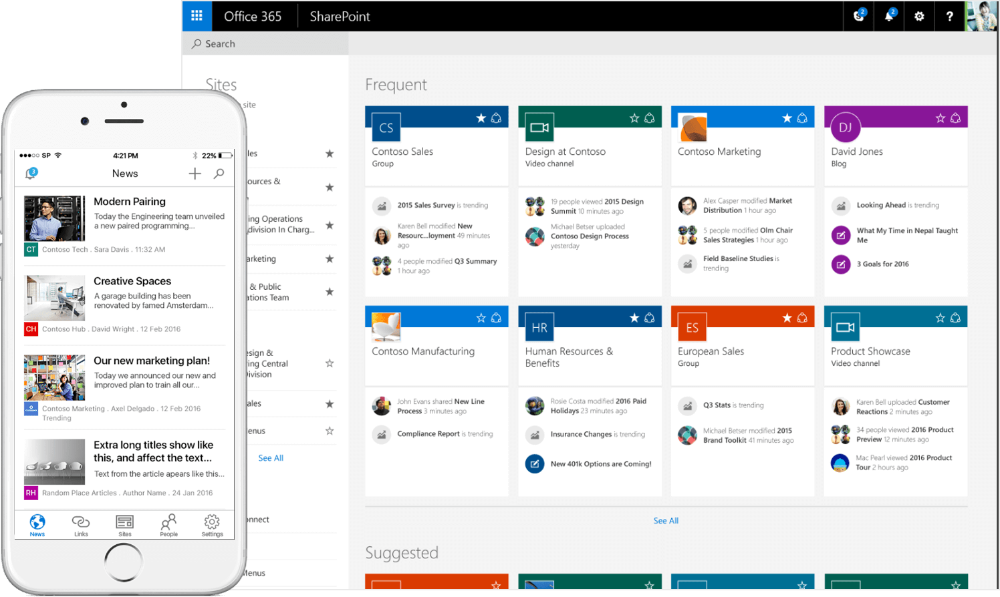 Office 365
SharePoint
2
2
?
Search
Sites
site
les
ources &
ing Operations
division In Charg...
arketing
& Public
ations Team
esign &
ing Central
Division
ales
Menus
See All
onnect
Menus
Frequent
CS
Contoso Sales
Group
2015 Sales Survey is trending
Karen Bell modified New
Resourc...loyment 49 minutes
ago
4 people modified Q3 Summary
1 hour ago
Design at Contoso
Video channel
19 people viewed 2015 Design
Summit 10 minutes ago
Michael Betser uploaded
Contoso Design Process
yesterday
Contoso Marketing
Alex Casper modified Market
Distribution 1 hour ago
5 people modified Olm Chair
Sales Strategies 1 hour ago
Field Baseline Studies is
trending
DJ
David Jones
Blog
Looking Ahead is trending
What My Time in Nepal Taught
Me
3 Goals for 2016
Contoso Manufacturing
John Evans shared New Line
Process 3 minutes ago
Compliance Report is trending
HR
Human Resources &
Benefits
Rosie Costa modified 2016 Paid
Holidays 23 minutes ago
Insurance Changes is trending
New 401k Options are Coming!
ES
European Sales
Group
Q3 Stats is trending
Michael Betser modified 2015
Brand Toolkit 41 minutes ago
Product Showcase
Video channel
Karen Bell uploaded Customer
Reactions 2 minutes ago
34 people viewed 2016 Product
Preview 12 minutes ago
Mac Pearl viewed 2016 Product
Tour 2 hours ago
See All
Suggested
SP
4:21 PM
22%
3
News
Modern Pairing
Today the Engineering team unveiled
a new paired programming...
CT
Contoso Tech . Sara Davis . 11:32 AM
Creative Spaces
A garage building has been
renovated by famed Amsterdam...
CH
Contoso Hub . David Wright . 12 Feb 2016
Our new marketing plan!
Today we announced our new and
improved plan to train all our...
Contoso Marketing . Axel Delgado . 12 Feb 2016
Trending
Extra long titles show like
this, and affect the text...
Text from the article apears like this...
RH
Random Place Articles . Author Name . 24 Jan 2016
News
Links
Sites
People
Settings